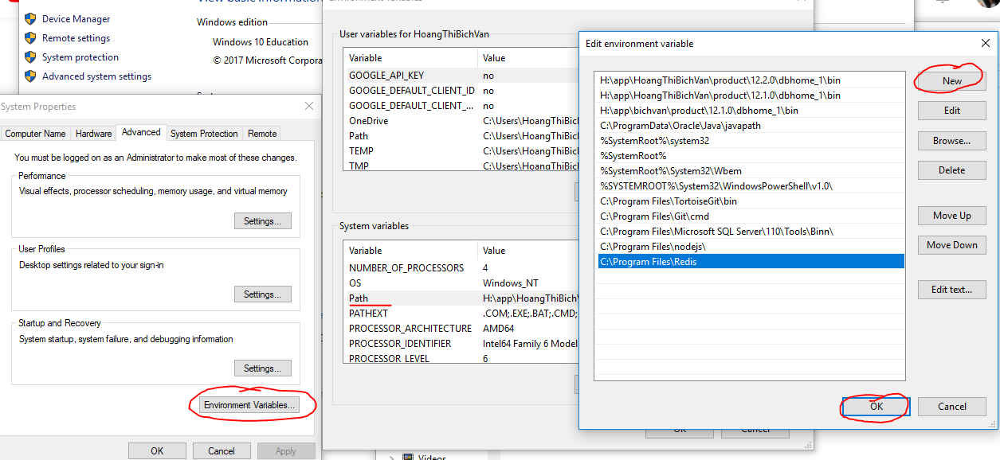 View basic information
Device Manager
Remote settings
System protection
Advanced system settings
Windows edition
Windows 10 Education
© 2017 Microsoft Corpora
System Properties
Computer Name
Hardware
Advanced
System Protection
Remote
You must be logged on as an Administrator to make most of these changes.
Performance
Visual effects, processor scheduling, memory usage, and virtual memory
Settings...
User Profiles
Desktop settings related to your sign-in
Settings...
Startup and Recovery
System startup, system failure, and debugging information
Settings...
Environment Variables...
OK
Cancel
Apply
Environment Variables
User variables for HoangThiBichVan
Variable Value
GOOGLE_API_KEY no
GOOGLE_DEFAULT_CLIENT_ID no
GOOGLE_DEFAULT_CLIENT_... no
OneDrive C:\Users\HoangThiBich
Path C:\Users\HoangThiBich
TEMP C:\Users\HoangThiBich
TMP C:\Users\HoangThiBich
System variables
Variable Value
NUMBER_OF_PROCESSORS 4
OS Windows_NT
Path H:\app\HoangThiBich
PATHEXT .COM;.EXE;.BAT;.CMD;
PROCESSOR_ARCHITECTURE AMD64
PROCESSOR_IDENTIFIER Intel64 Family 6 Model
PROCESSOR_LEVEL 6
OK
Cancel
Videos
Edit environment variable
H:\app\HoangThiBichVan\product\12.2.0\dbhome_1\bin
H:\app\HoangThiBichVan\product\12.1.0\dbhome_1\bin
H:\app\bichvan\product\12.1.0\dbhome_1\bin
C:\ProgramData\Oracle\Java\javapath
%SystemRoot%\system32
%SystemRoot%
%SystemRoot%\System32\Wbem
%SYSTEMROOT%\System32\WindowsPowerShell\v1.0\
C:\Program Files\TortoiseGit\bin
C:\Program Files\Git\cmd
C:\Program Files\Microsoft SQL Server\110\Tools\Binn\
C:\Program Files\nodejs\
C:\Program Files\Redis
New
Edit
Browse...
Delete
Move Up
Move Down
Edit text...
OK
Cancel